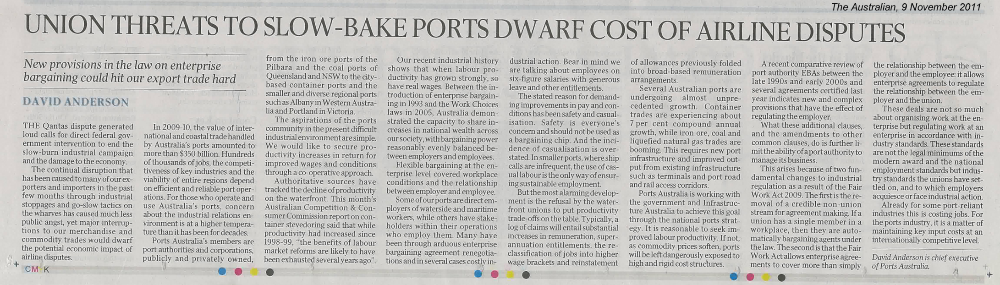 The Australian, 9 November 2011
UNION THREATS TO SLOW-BAKE PORTS DWARF COST OF AIRLINE DISPUTES
New provisions in the law on enterprise
bargaining could hit our export trade hard
DAVID ANDERSON
THE Qantas dispute generated
loud calls for direct federal gov-
ernment intervention to end the
slow-burn industrial campaign
and the damage to the economy.
The continual disruption that
has been caused to many of our ex-
porters and importers in the past
few months through industrial
stoppages and go-slow tactics on
the wharves has caused much less
public angst, yet major interrup-
tions to our merchandise and
commodity trades would dwarf
the potential economic impact of
airline disputes.
In 2009-10, the value of inter-
national and coastal trade handled
by Australia's ports amounted to
more than $350 billion. Hundreds
of thousands of jobs, the competi-
tiveness of key industries and the
viability of entire regions depend
on efficient and reliable port oper-
ations. For those who operate and
use Australia's ports, concern
about the industrial relations en-
vironment is at a higher tempera-
ture than it has been for decades.
Ports Australia's members are
port authorities and corporations,
publicly and privately owned,
from the iron ore ports of the
Pilbara and the coal ports of
Queensland and NSW to the city-
based container ports and the
smaller and diverse regional ports
such as Albany in Western Austra-
lia and Portland in Victoria.
The aspirations of the ports
community in the present difficult
industrial environment are simple.
We would like to secure pro-
ductivity increases in return for
improved wages and conditions
through a co-operative approach.
Authoritative sources have
tracked the decline of productivity
on the waterfront. This month's
Australian Competition & Con-
sumer Commission report on con-
tainer stevedoring said that while
productivity had increased since
1998-99, "the benefits of labour
market reforms are likely to have
been exhausted several years ago".
Our recent industrial history
shows that when labour pro-
ductivity has grown strongly, so
have real wages. Between the in-
troduction of enterprise bargain-
ing in 1993 and the Work Choices
laws in 2005, Australia demon-
strated the capacity to share in-
creases in national wealth across
our society, with bargaining power
reasonably evenly balanced be-
tween employers and employees.
Flexible bargaining at the en-
terprise level covered workplace
conditions and the relationship
between employer and employee.
Some of our ports are direct em-
ployers of waterside and maritime
workers, while others have stake-
holders within their operations
who employ them. Many have
been through arduous enterprise
bargaining agreement renegotia-
tions and in several cases costly in-
dustrial action. Bear in mind we
are talking about employees on
six-figure salaries with generous
leave and other entitlements.
The stated reason for demand-
ing improvements in pay and con-
ditions has been safety and casual-
isation. Safety is everyone's
concern and should not be used as
a bargaining chip. And the inci-
dence of casualisation is over-
stated. In smaller ports, where ship
calls are infrequent, the use of cas-
ual labour is the only way of ensur-
ing sustainable employment.
But the most alarming develop-
ment is the refusal by the water-
front unions to put productivity
trade-offs on the table. Typically, a
log of claims will entail substantial
increases in remuneration, super-
annuation entitlements, the re-
classification of jobs into higher
wage brackets and reinstatement
of allowances previously folded
into broad-based remuneration
arrangements.
Several Australian ports are
undergoing almost unpre-
cedented growth. Container
trades are experiencing about
7 per cent compound annual
growth, while iron ore, coal and
liquefied natural gas trades are
booming. This requires new port
infrastructure and improved out-
put from existing infrastructure
such as terminals and port road
and rail access corridors.
Ports Australia is working with
the government and Infrastruc-
ture Australia to achieve this goal
through the national ports strat-
egy. It is reasonable to seek im-
proved labour productivity. If not,
as commodity prices soften, ports
will be left dangerously exposed to
high and rigid cost structures.
A recent comparative review of
port authority EBAs between the
late 1990s and early 2000s and
several agreements certified last
year indicates new and complex
provisions that have the effect of
regulating the employer.
What these additional clauses,
and the amendments to other
common clauses, do is further li-
mit the ability of a port authority to
manage its business.
This arises because of two fun-
damental changes to industrial
regulation as a result of the Fair
Work Act 2009. The first is the re-
moval of a credible non-union
stream for agreement making. If a
union has a single member in a
workplace, then they are auto-
matically bargaining agents under
the law. The second is that the Fair
Work Act allows enterprise agree-
ments to cover more than simply
the relationship between the em-
ployer and the employee: it allows
enterprise agreements to regulate
the relationship between the em-
ployer and the union.
These deals are not so much
about organising work at the en-
terprise but regulating work at an
enterprise in accordance with in-
dustry standards. These standards
are not the legal minimums of the
modern award and the national
employment standards but indus-
try standards the unions have set-
tled on, and to which employers
acquiesce or face industrial action.
Already for some port-reliant
industries this is costing jobs. For
the ports industry, it is a matter of
maintaining key input costs at an
internationally competitive level.
David Anderson is chief executive
of Ports Australia.
CMYK